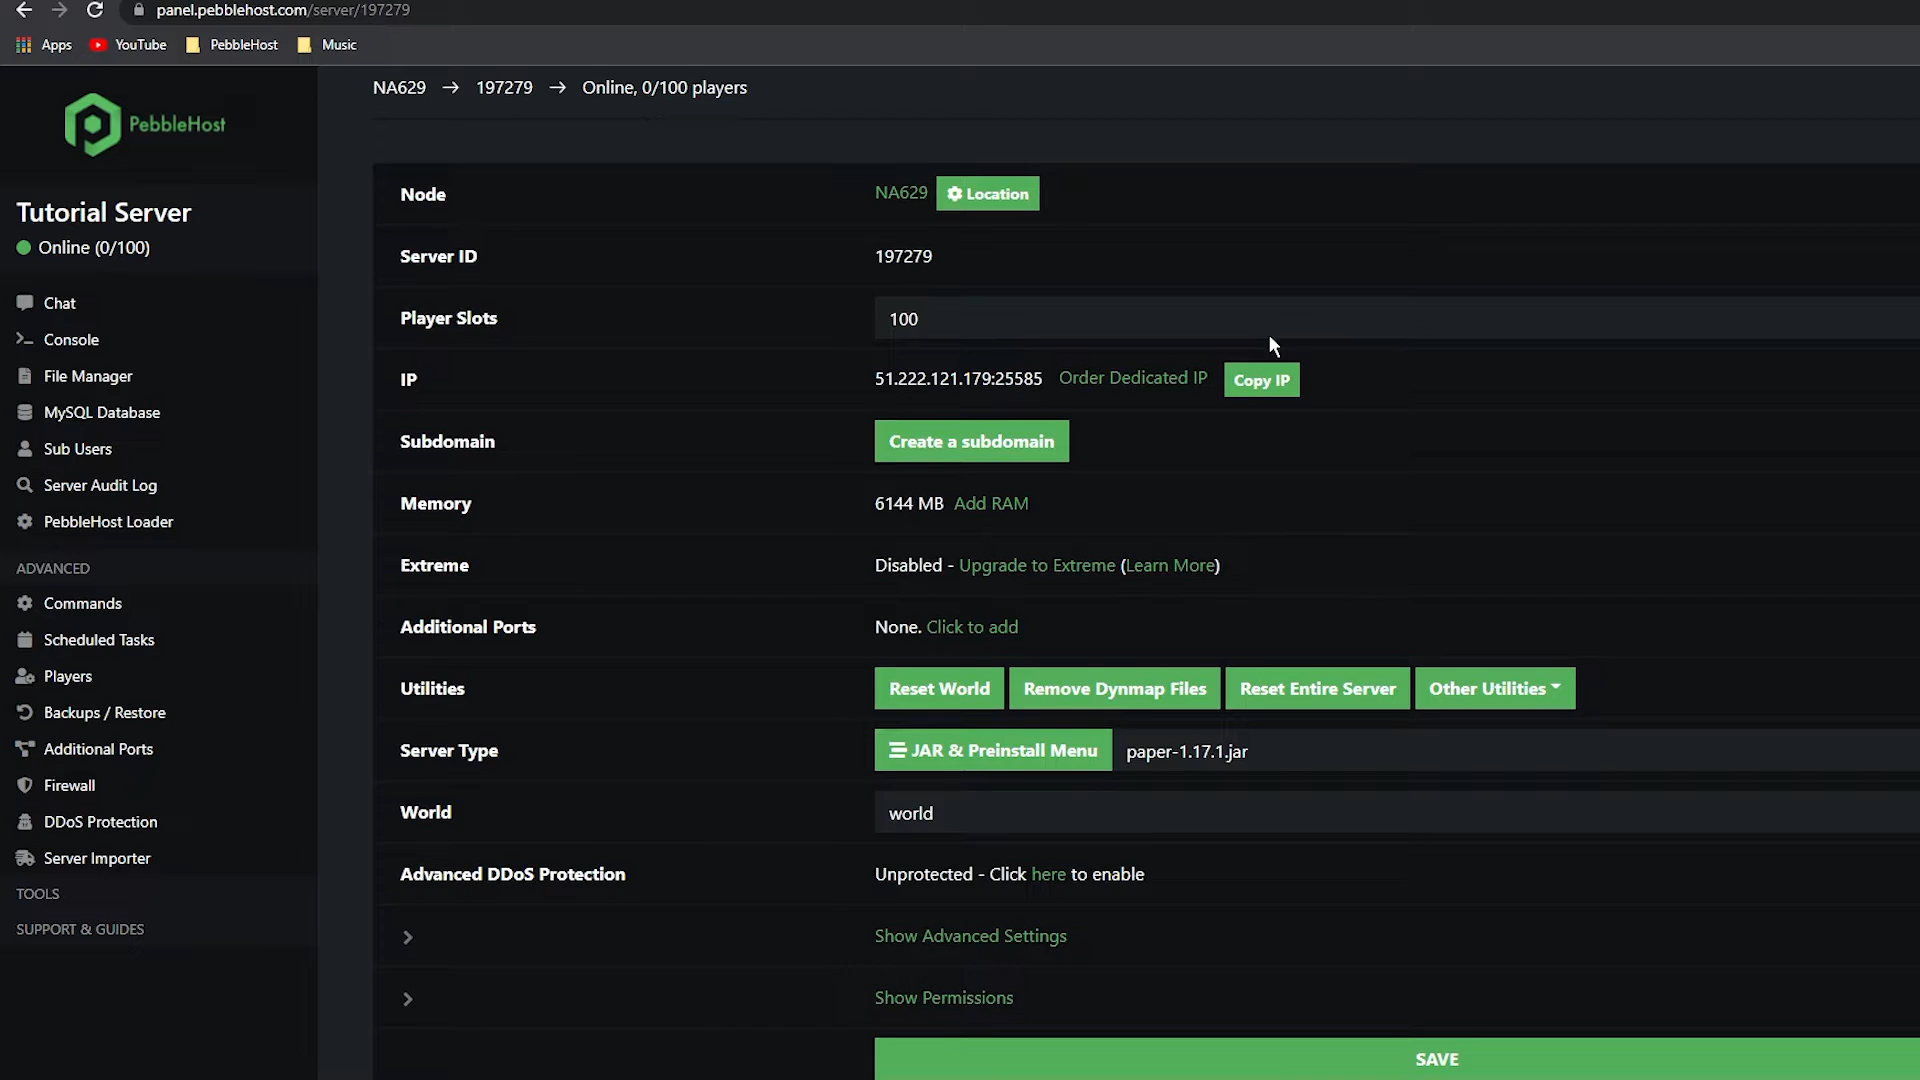 panel.pebblehost.com/server/197279
Apps YouTube PebbleHost Music
PebbleHost
Tutorial Server
Online (0/100)
Chat
Console
File Manager
MySQL Database
Sub Users
Server Audit Log
PebbleHost Loader
ADVANCED
Commands
Scheduled Tasks
Players
Backups / Restore
Additional Ports
Firewall
DDoS Protection
Server Importer
TOOLS
SUPPORT & GUIDES
NA629 → 197279 → Online, 0/100 players
Node NA629 Location
Server ID 197279
Player Slots 100
IP 51.222.121.179:25585 Order Dedicated IP Copy IP
Subdomain Create a subdomain
Memory 6144 MB Add RAM
Extreme Disabled - Upgrade to Extreme (Learn More)
Additional Ports None. Click to add
Utilities Reset World Remove Dynmap Files Reset Entire Server Other Utilities
Server Type JAR & Preinstall Menu paper-1.17.1.jar
World world
Advanced DDoS Protection Unprotected - Click here to enable
Show Advanced Settings
Show Permissions
SAVE